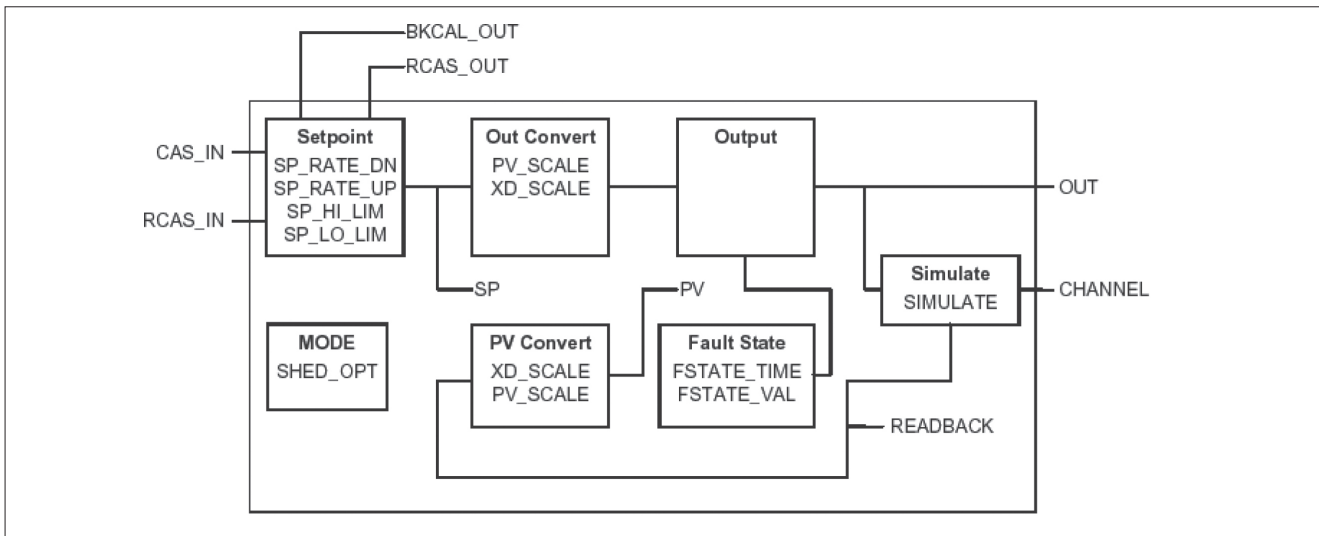 BKCAL_OUT
RCAS_OUT
CAS_IN
RCAS_IN
Setpoint
SP_RATE_DN
SP_RATE_UP
SP_HI_LIM
SP_LO_LIM
Out Convert
PV_SCALE
XD_SCALE
Output
OUT
Simulate
SIMULATE
CHANNEL
SP
PV
MODE
SHED_OPT
PV Convert
XD_SCALE
PV_SCALE
Fault State
FSTATE_TIME
FSTATE_VAL
READBACK